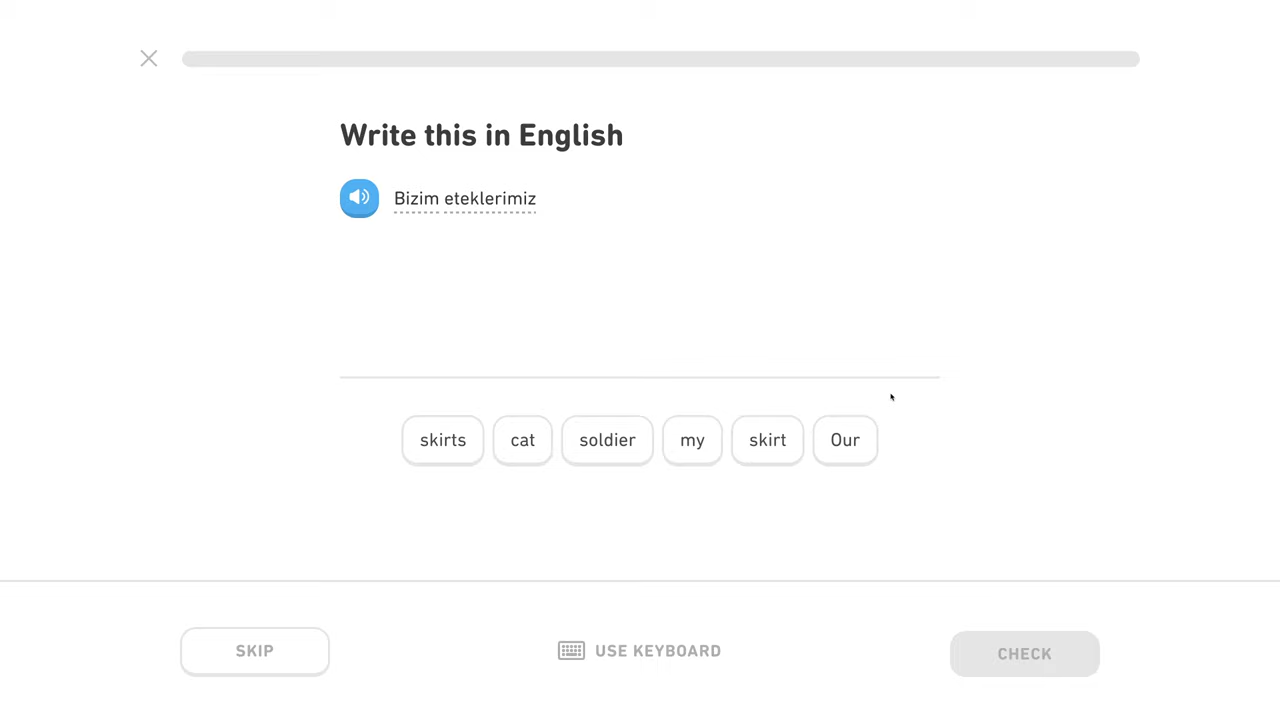 Write this in English
Bizim eteklerimiz
skirts cat soldier my skirt Our
SKIP USE KEYBOARD CHECK